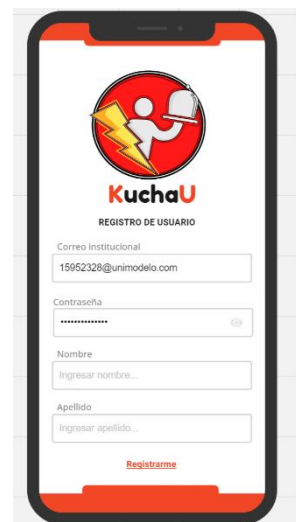 KuchaU
REGISTRO DE USUARIO
Correo institucional
15952328@unimodelo.com
Contraseña
••••••••••••••
Nombre
Ingresar nombre...
Apellido
Ingresar apellido...
Registrarme